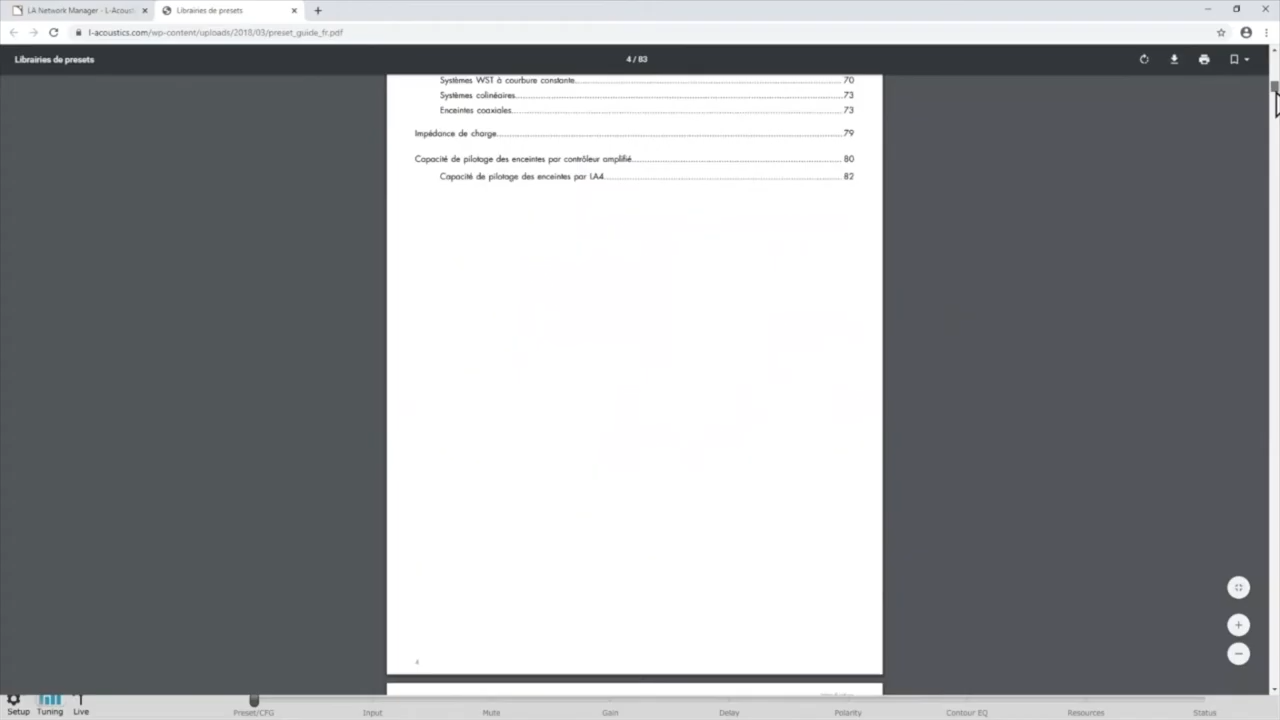 LA Network Manager - L-Acoust
Librairies de presets
l-acoustics.com/wp-content/uploads/2018/03/preset_guide_fr.pdf
Librairies de presets
4 / 83
Systèmes WST à courbure constante 70
Systèmes colinéaires 73
Enceintes coaxiales 73
Impédance de charge 79
Capacité de pilotage des enceintes par contrôleur amplifié 80
Capacité de pilotage des enceintes par LA4 82
4
Setup
Tuning
Live
Preset/CFG
Input
Mute
Gain
Delay
Polarity
Contour EQ
Resources
Status